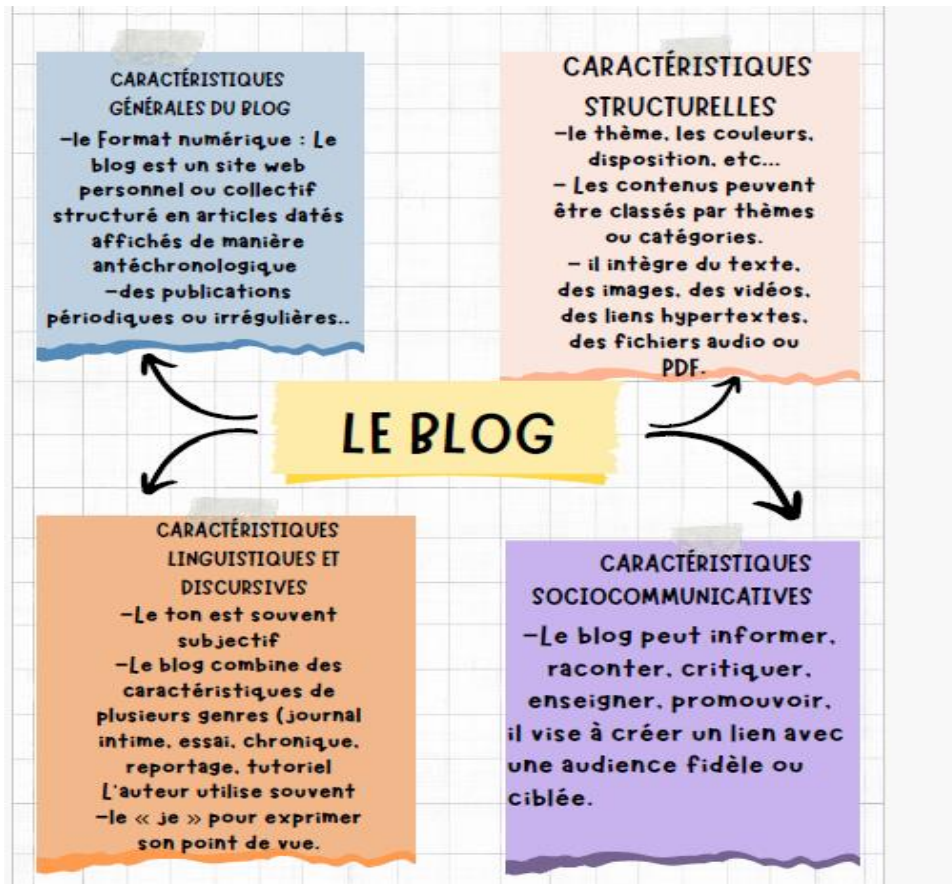 CARACTÉRISTIQUES
GÉNÉRALES DU BLOG
-le Format numérique : Le
blog est un site web
personnel ou collectif
structuré en articles datés
affichés de manière
antéchronologique
-des publications
périodiques ou irrégulières..
CARACTÉRISTIQUES
STRUCTURELLES
-le thème, les couleurs,
disposition, etc...
- Les contenus peuvent
être classés par thèmes
ou catégories.
- il intègre du texte,
des images, des vidéos,
des liens hypertextes,
des fichiers audio ou
PDF.
LE BLOG
CARACTÉRISTIQUES
LINGUISTIQUES ET
DISCURSIVES
-Le ton est souvent
subjectif
-Le blog combine des
caractéristiques de
plusieurs genres (journal
intime, essai, chronique,
reportage, tutoriel
L'auteur utilise souvent
-le « je » pour exprimer
son point de vue.
CARACTÉRISTIQUES
SOCIOCOMMUNICATIVES
-Le blog peut informer,
raconter, critiquer,
enseigner, promouvoir,
il vise à créer un lien avec
une audience fidèle ou
ciblée.